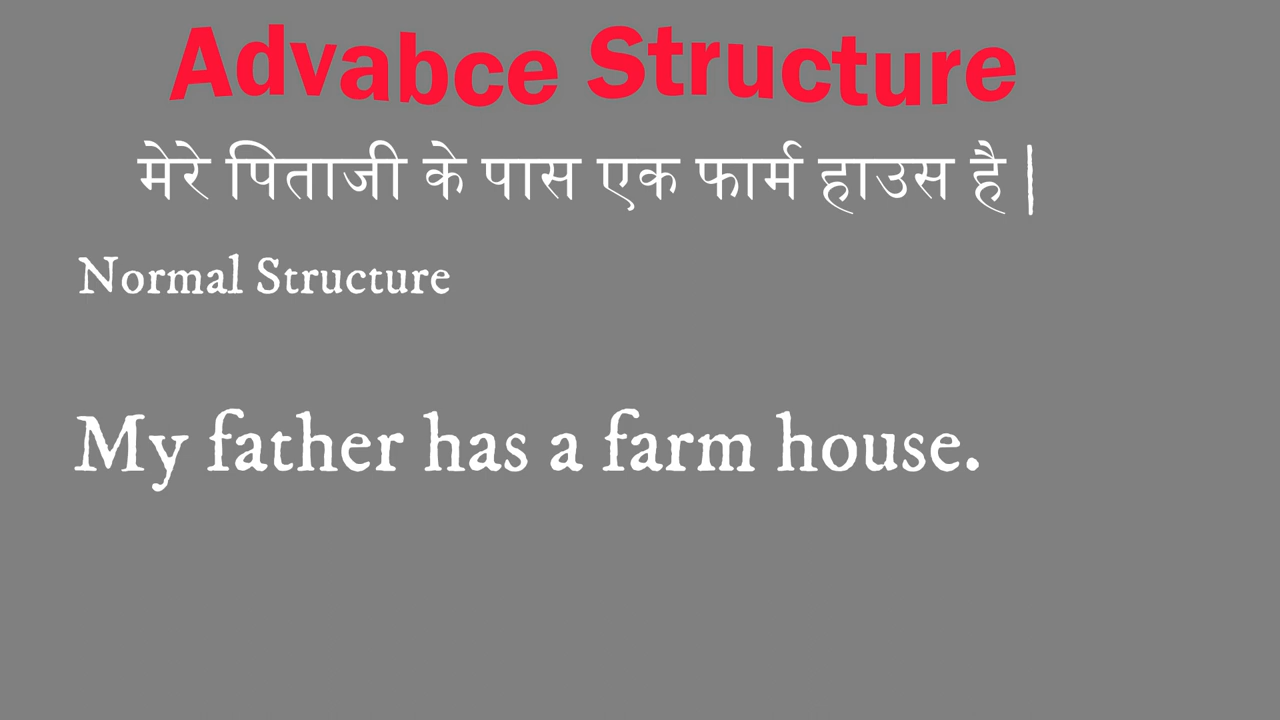 Advabce Structure
मेरे पिताजी के पास एक फार्म हाउस है |
Normal Structure
My father has a farm house.